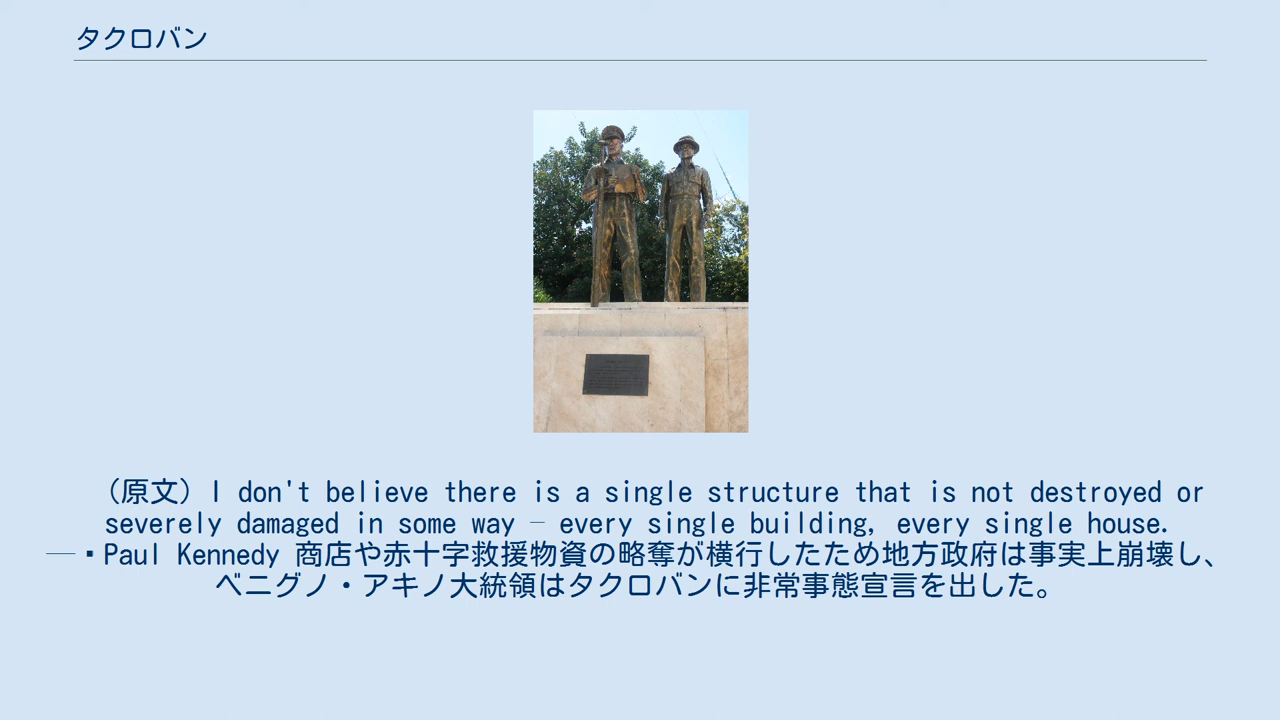 タクロバン
（原文）I don't believe there is a single structure that is not destroyed or
severely damaged in some way – every single building, every single house.
―▪Paul Kennedy 商店や赤十字救援物資の略奪が横行したため地方政府は事実上崩壊し、
ベニグノ・アキノ大統領はタクロバンに非常事態宣言を出した。